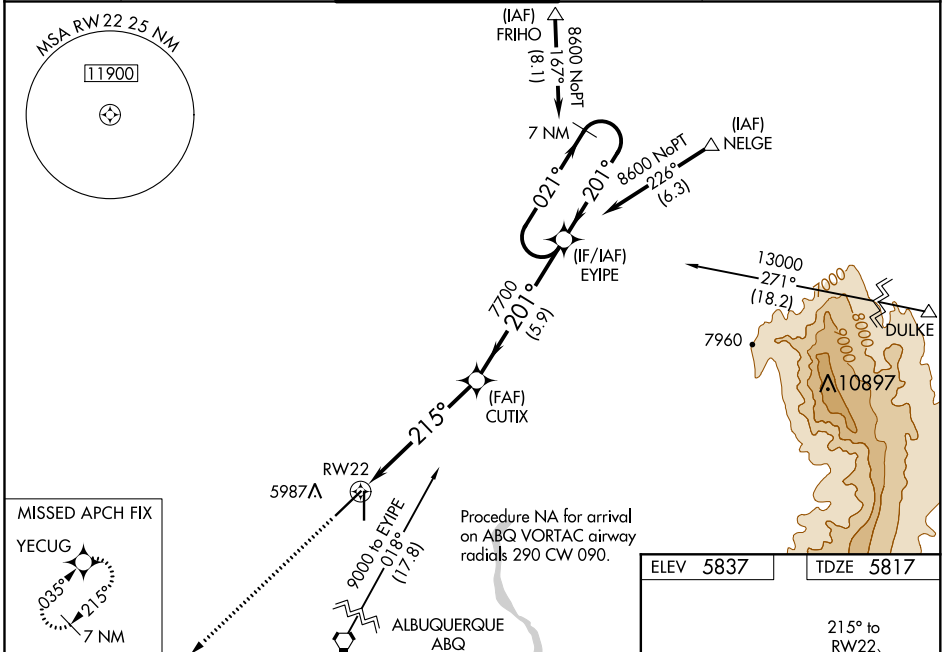 MSA RW 22 25 NM
11900
(IAF)
FRIHO
8600 NoPT
167°
(8.1)
7 NM
021°
201°
(IAF)
NELGE
8600 NoPT
226°
(6.3)
(IF/IAF)
EYIPE
7700
201°
(5.9)
13000
271°
(18.2)
DULKE
7000
8000
9000
7960
10897
(FAF)
CUTIX
215°
RW22
5987
9000 to EYIPE
018°
(17.8)
ALBUQUERQUE
ABQ
Procedure NA for arrival
on ABQ VORTAC airway
radials 290 CW 090.
MISSED APCH FIX
YECUG
035°
215°
7 NM
ELEV 5837
TDZE 5817
215° to
RW22